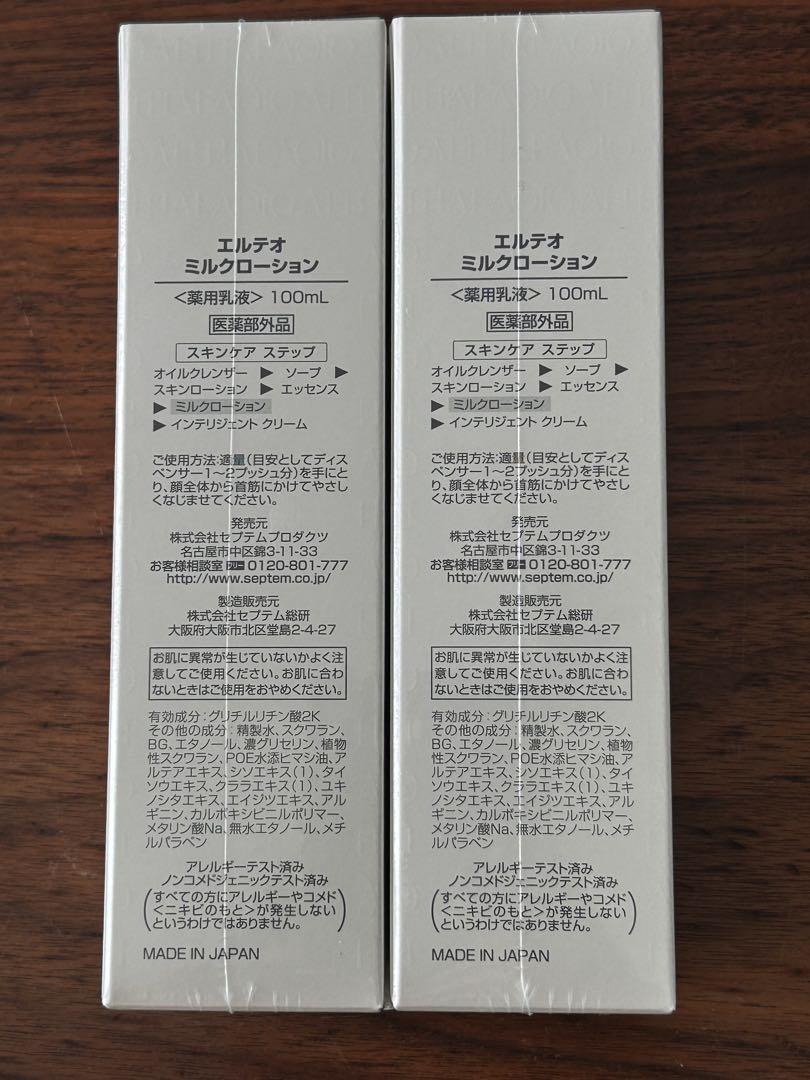 エルテオ
ミルクローション
〈薬用乳液〉 100mL
医薬部外品
スキンケア ステップ
オイルクレンザー ▶ ソープ ▶
スキンローション ▶ エッセンス
▶ ミルクローション
▶ インテリジェント クリーム
ご使用方法:適量(目安としてディス
ペンサー1〜2プッシュ分)を手にと
り、顔全体から首筋にかけてやさし
くなじませてください。
発売元
株式会社セプテムプロダクツ
名古屋市中区錦3-11-33
お客様相談室 フリー 0120-801-777
http://www.septem.co.jp/
製造販売元
株式会社セプテム総研
大阪府大阪市北区堂島2-4-27
お肌に異常が生じていないかよく注
意してご使用ください。お肌に合わ
ないときはご使用をおやめください。
有効成分:グリチルリチン酸2K
その他の成分:精製水、スクワラン、
BG、エタノール、濃グリセリン、植物
性スクワラン、POE水添ヒマシ油、ア
ルテアエキス、シソエキス(1)、タイ
ソウエキス、クララエキス(1)、ユキ
ノシタエキス、エイジツエキス、アル
ギニン、カルボキシビニルポリマー、
メタリン酸Na、無水エタノール、メチ
ルパラベン
アレルギーテスト済み
ノンコメドジェニックテスト済み
(すべての方にアレルギーやコメド
〈ニキビのもと〉が発生しない
というわけではありません。)
MADE IN JAPAN
エルテオ
ミルクローション
〈薬用乳液〉 100mL
医薬部外品
スキンケア ステップ
オイルクレンザー ▶ ソープ ▶
スキンローション ▶ エッセンス
▶ ミルクローション
▶ インテリジェント クリーム
ご使用方法:適量(目安としてディス
ペンサー1〜2プッシュ分)を手にと
り、顔全体から首筋にかけてやさし
くなじませてください。
発売元
株式会社セプテムプロダクツ
名古屋市中区錦3-11-33
お客様相談室 フリー 0120-801-777
http://www.septem.co.jp/
製造販売元
株式会社セプテム総研
大阪府大阪市北区堂島2-4-27
お肌に異常が生じていないかよく注
意してご使用ください。お肌に合わ
ないときはご使用をおやめください。
有効成分:グリチルリチン酸2K
その他の成分:精製水、スクワラン、
BG、エタノール、濃グリセリン、植物
性スクワラン、POE水添ヒマシ油、ア
ルテアエキス、シソエキス(1)、タイ
ソウエキス、クララエキス(1)、ユキ
ノシタエキス、エイジツエキス、アル
ギニン、カルボキシビニルポリマー、
メタリン酸Na、無水エタノール、メチ
ルパラベン
アレルギーテスト済み
ノンコメドジェニックテスト済み
(すべての方にアレルギーやコメド
〈ニキビのもと〉が発生しない
というわけではありません。)
MADE IN JAPAN